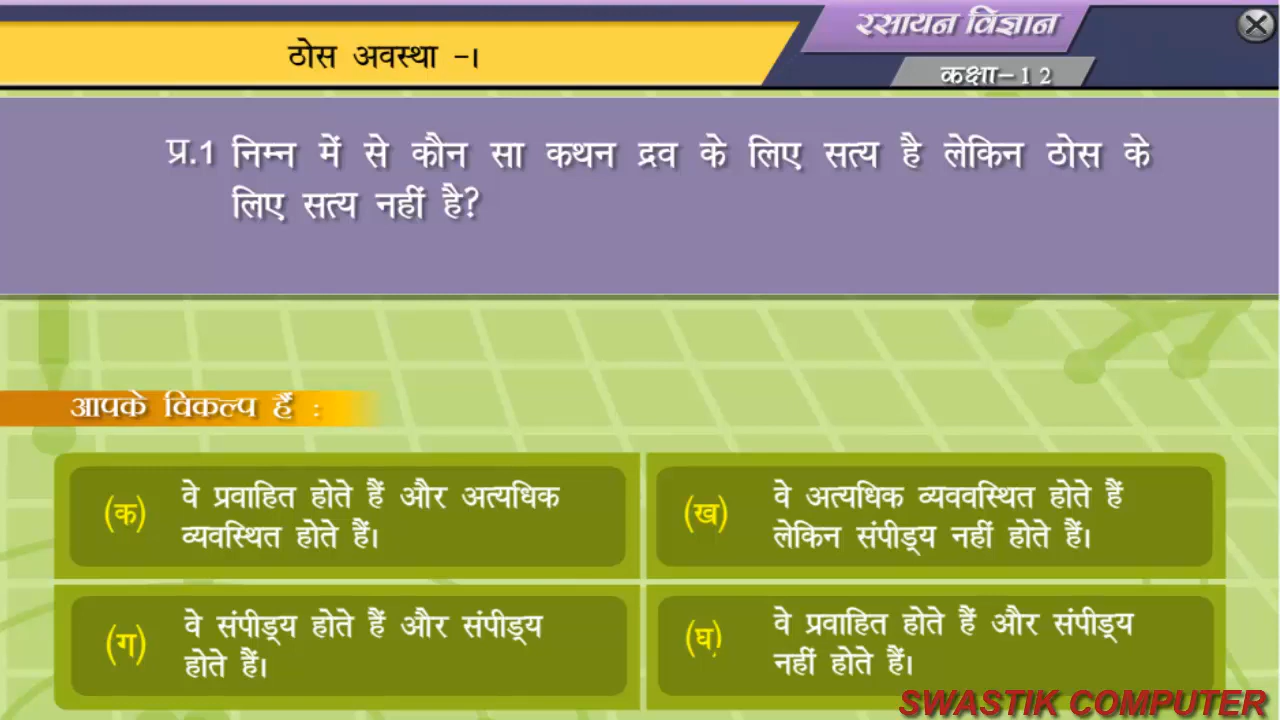 रसायन विज्ञान
ठोस अवस्था -I
कक्षा-12
प्र.1 निम्न में से कौन सा कथन द्रव के लिए सत्य है लेकिन ठोस के
लिए सत्य नहीं है?
आपके विकल्प हैं :
(क) वे प्रवाहित होते हैं और अत्यधिक
व्यवस्थित होते हैं।
(ख) वे अत्यधिक व्यववस्थित होते हैं
लेकिन संपीड्य नहीं होते हैं।
(ग) वे संपीड्य होते हैं और संपीड्य
होते हैं।
(घ) वे प्रवाहित होते हैं और संपीड्य
नहीं होते हैं।
SWASTIK COMPUTER